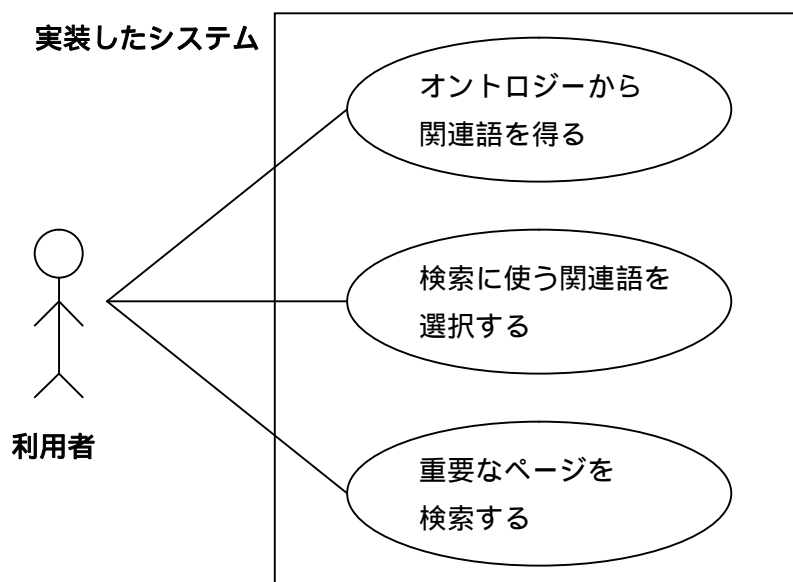 実装したシステム
オントロジーから
関連語を得る
検索に使う関連語を
選択する
利用者
重要なページを
検索する